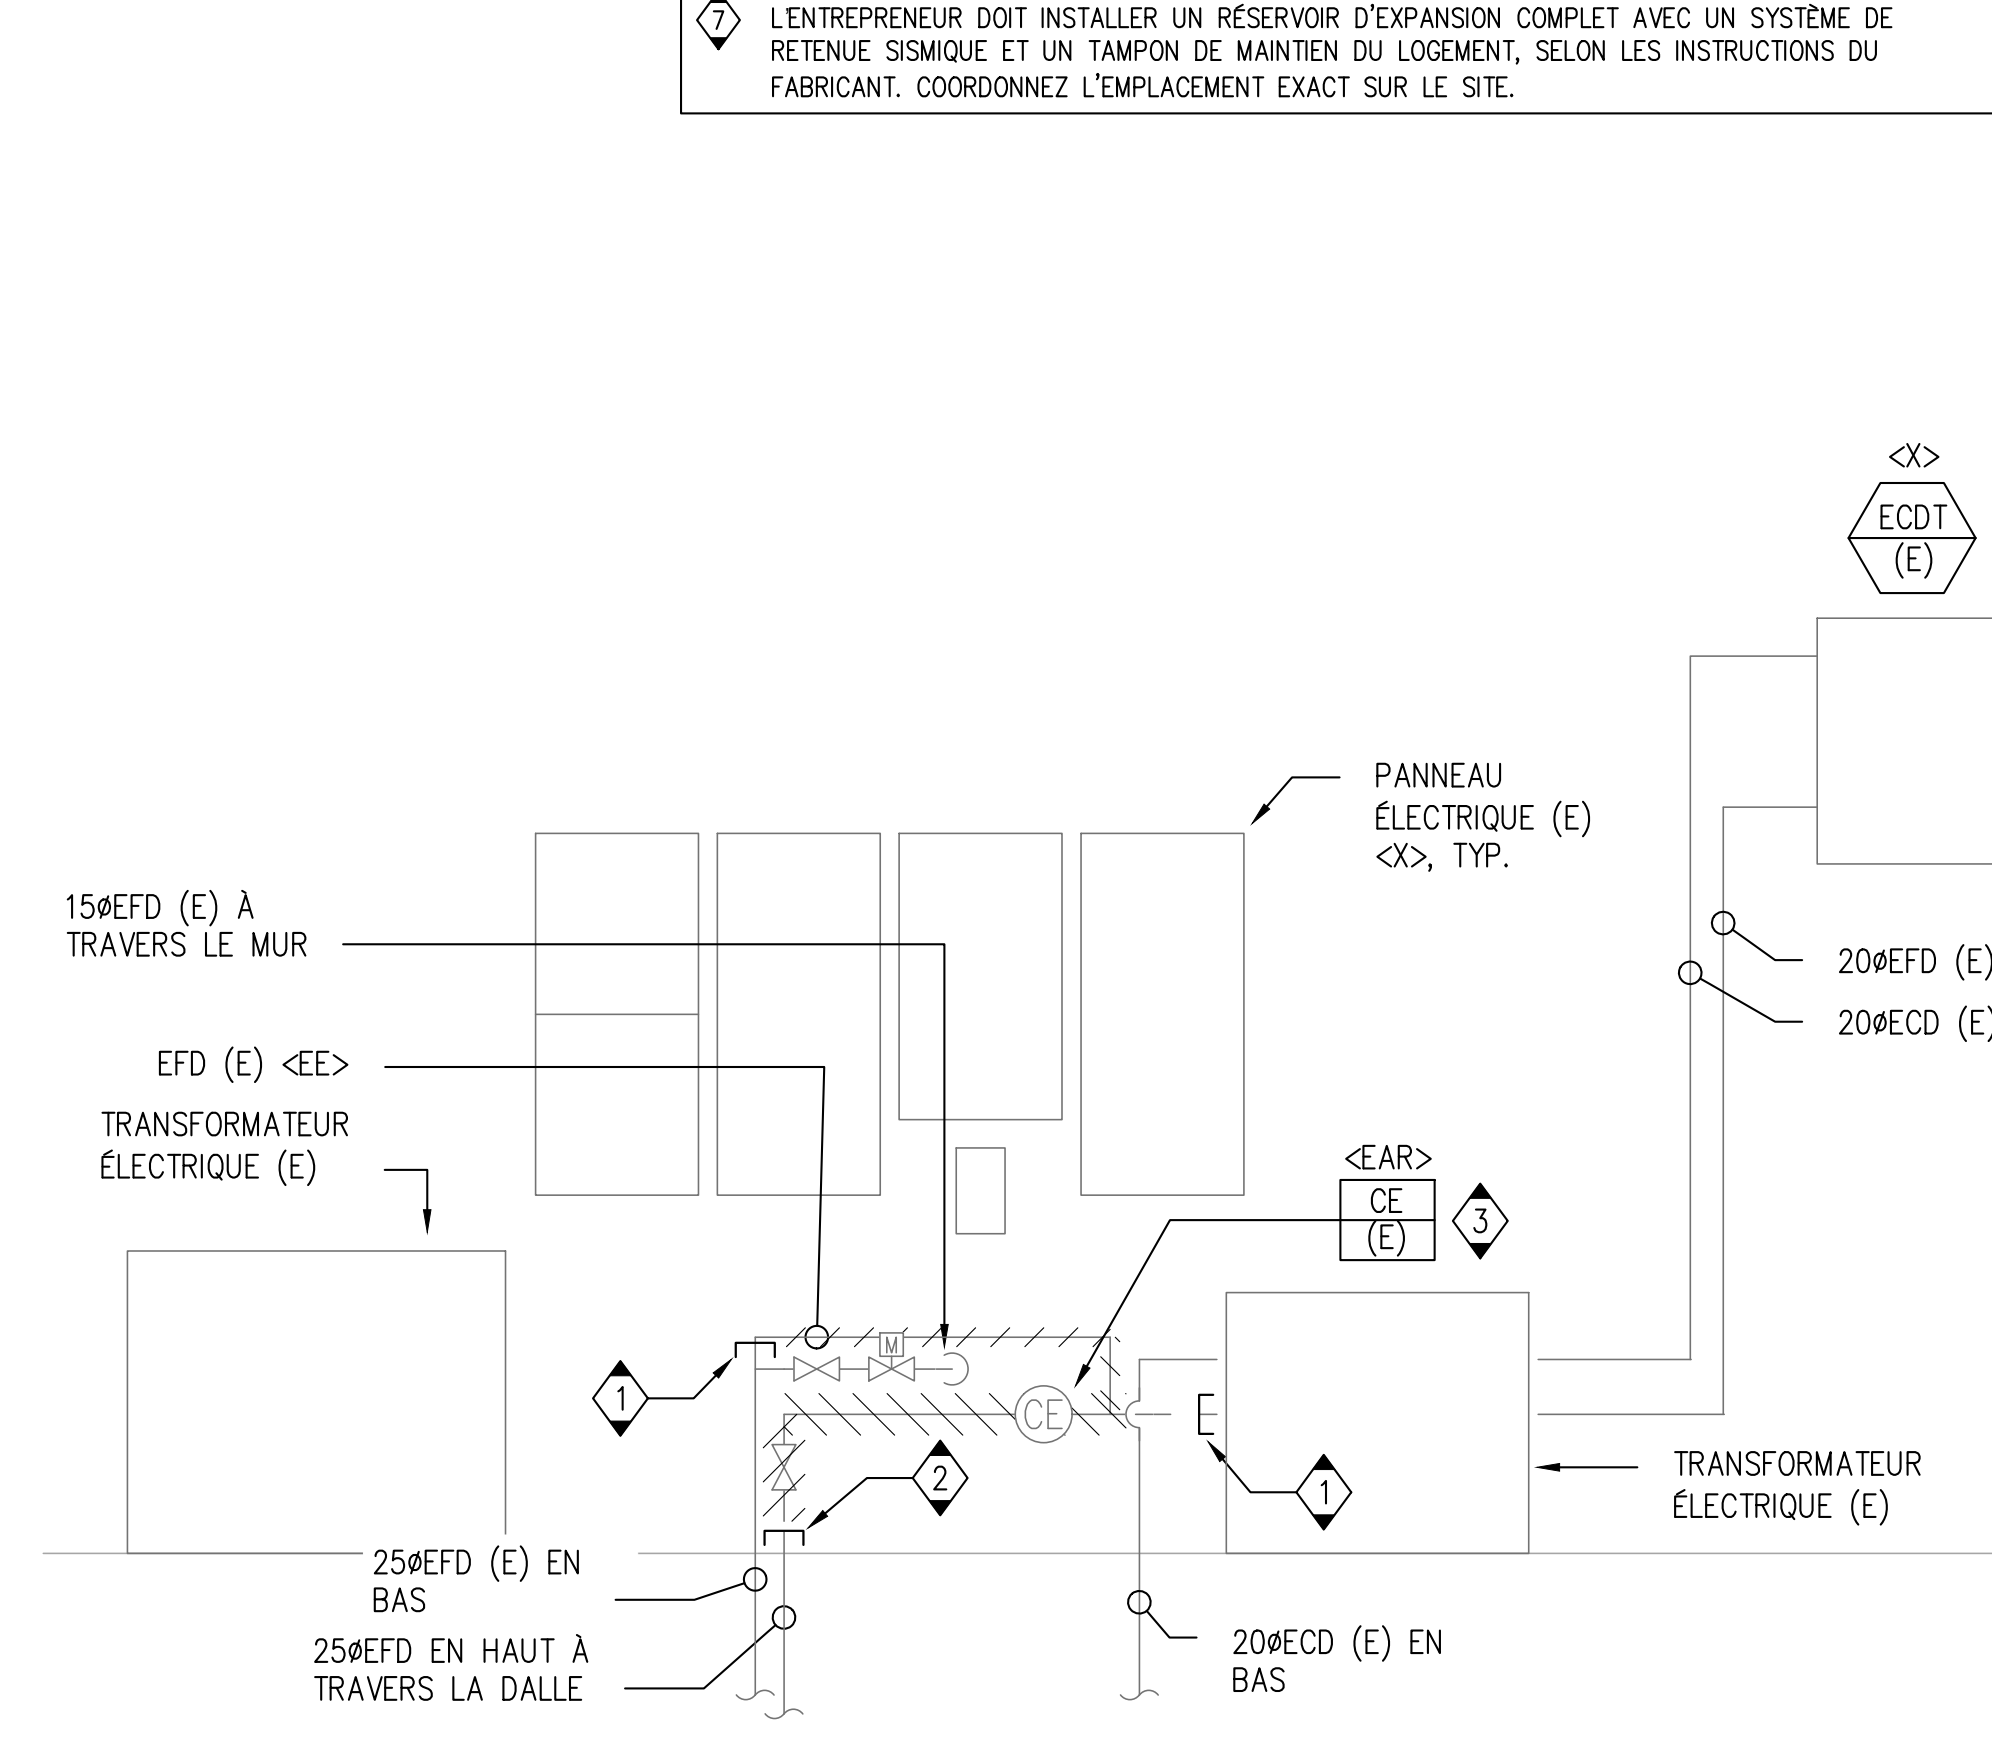 7
L'ENTREPRENEUR DOIT INSTALLER UN RÉSERVOIR D'EXPANSION COMPLET AVEC UN SYSTÈME DE
RETENUE SISMIQUE ET UN TAMPON DE MAINTIEN DU LOGEMENT, SELON LES INSTRUCTIONS DU
FABRICANT. COORDONNEZ L'EMPLACEMENT EXACT SUR LE SITE.
<X>
ECDT
(E)
PANNEAU
ÉLECTRIQUE (E)
<X>, TYP.
15øEFD (E) À
TRAVERS LE MUR
20øEFD (E)
20øECD (E)
EFD (E) <EE>
TRANSFORMATEUR
ÉLECTRIQUE (E)
<EAR>
CE
(E)
3
M
1
CE
2
1
TRANSFORMATEUR
ÉLECTRIQUE (E)
25øEFD (E) EN
BAS
25øEFD EN HAUT À
TRAVERS LA DALLE
20øECD (E) EN
BAS